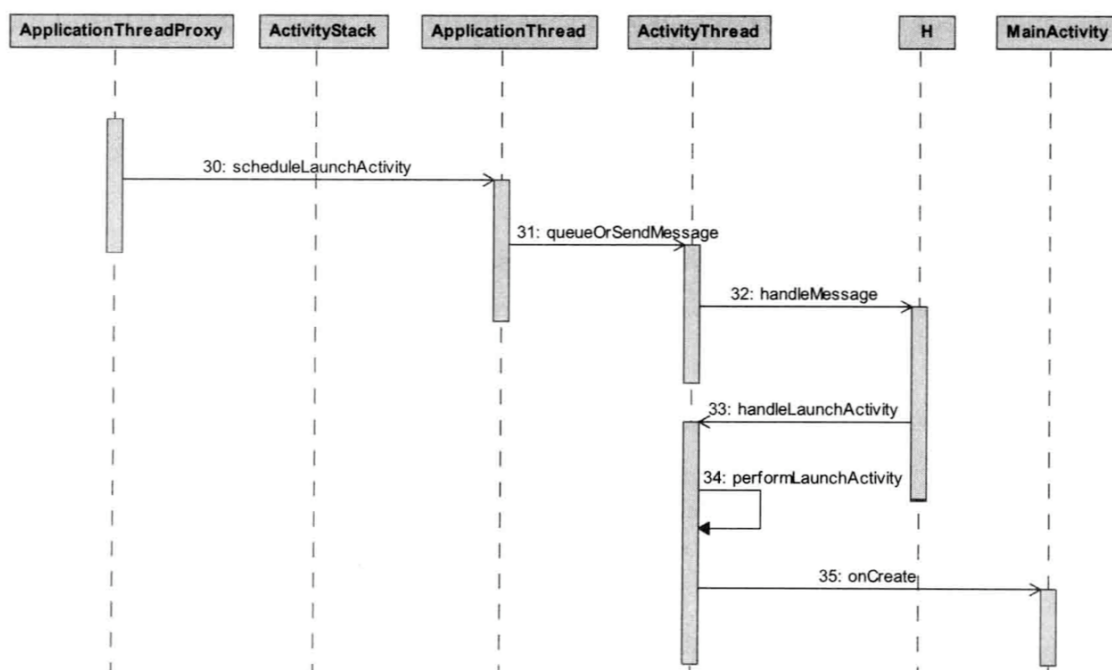 ApplicationThreadProxy
ActivityStack
ApplicationThread
ActivityThread
H
MainActivity
30: scheduleLaunchActivity
31: queueOrSendMessage
32: handleMessage
33: handleLaunchActivity
34: performLaunchActivity
35: onCreate